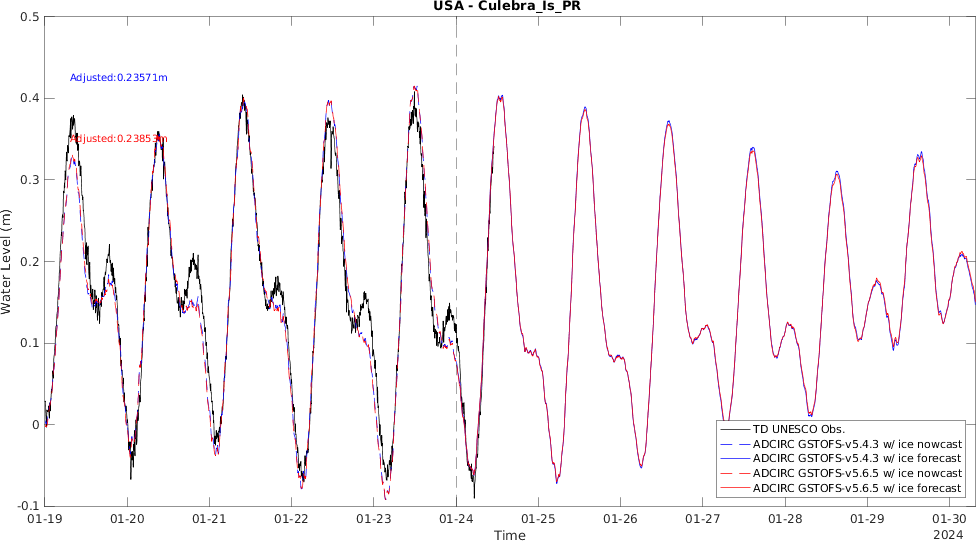 USA - Culebra_Is_PR
0.5
0.4
0.3
0.2
0.1
0
-0.1
Water Level (m)
Adjusted:0.23571m
Adjusted:0.23853m
TD UNESCO Obs.
ADCIRC GSTOFS-v5.4.3 w/ ice nowcast
ADCIRC GSTOFS-v5.4.3 w/ ice forecast
ADCIRC GSTOFS-v5.6.5 w/ ice nowcast
ADCIRC GSTOFS-v5.6.5 w/ ice forecast
01-19 01-20 01-21 01-22 01-23 01-24 01-25 01-26 01-27 01-28 01-29 01-30
Time
2024